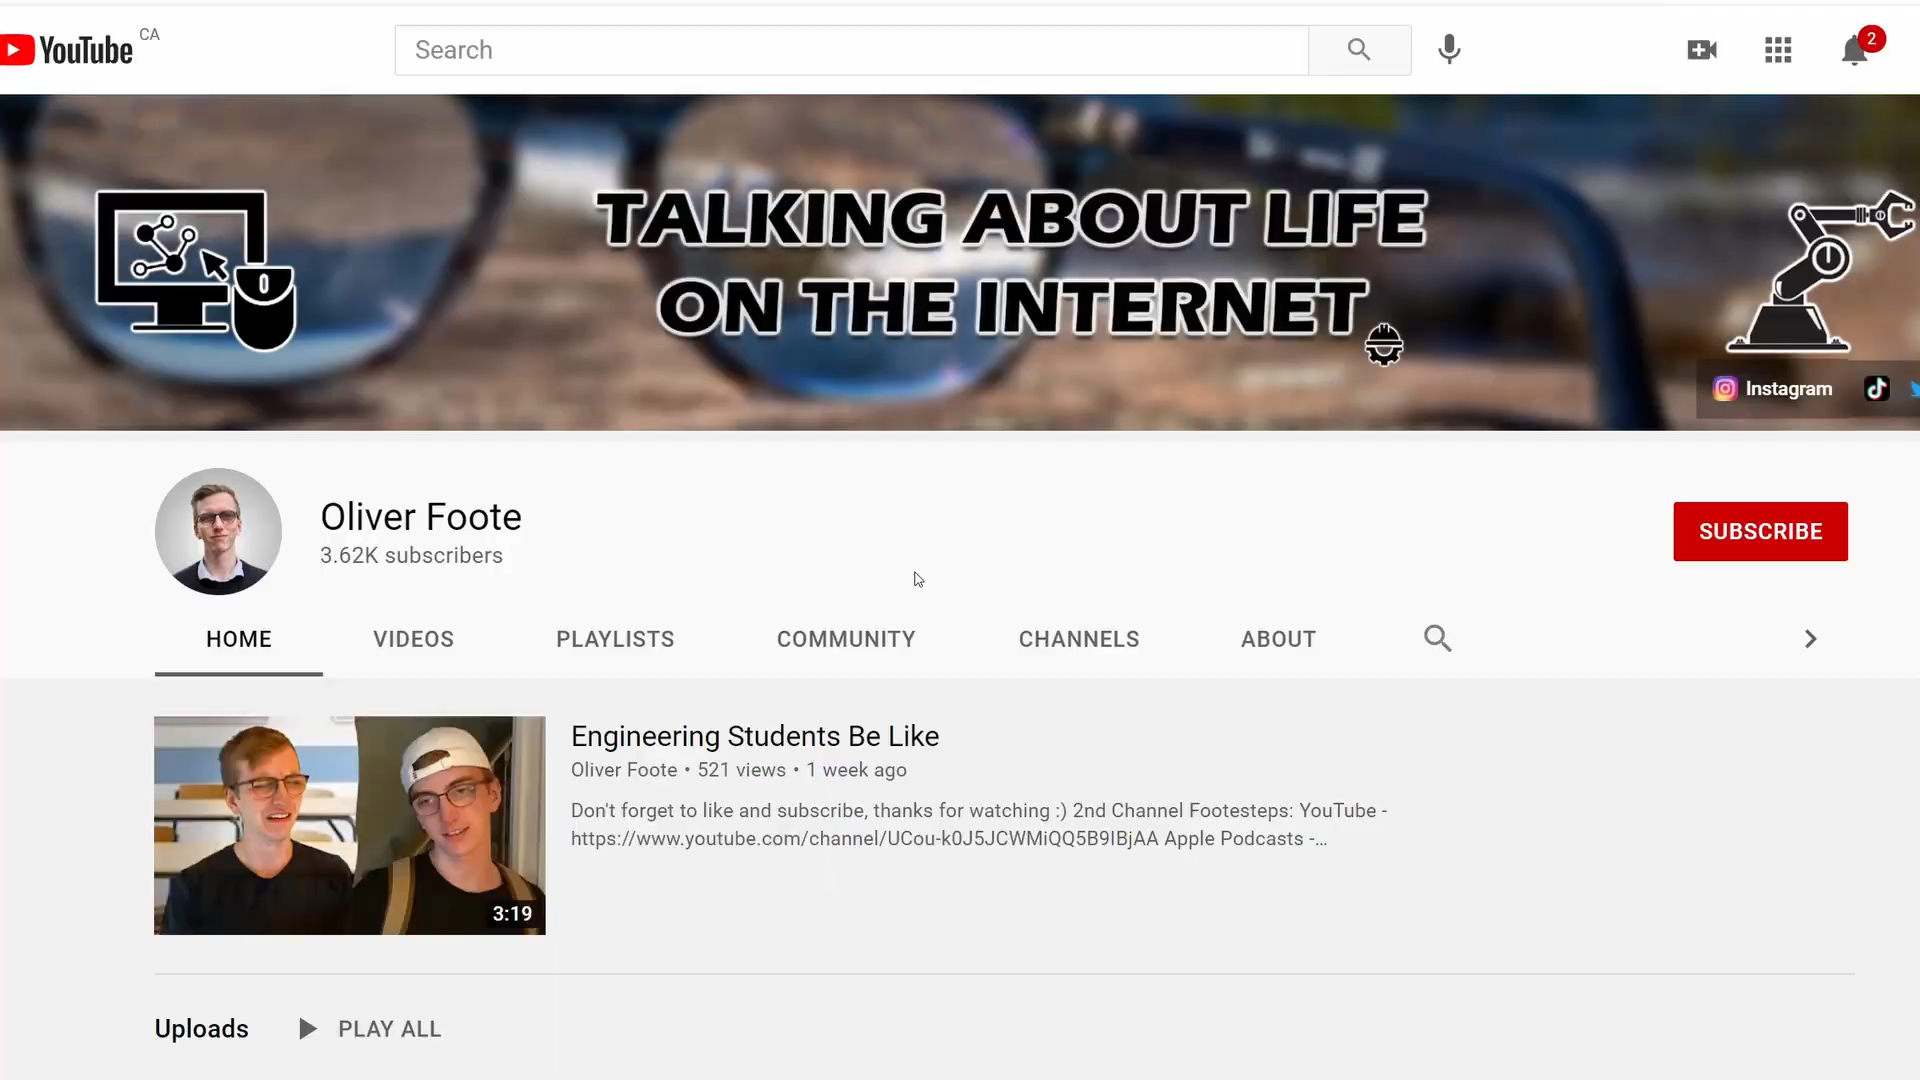 YouTube CA
Search
2
TALKING ABOUT LIFE
ON THE INTERNET
Instagram
Oliver Foote
3.62K subscribers
SUBSCRIBE
HOME VIDEOS PLAYLISTS COMMUNITY CHANNELS ABOUT
Engineering Students Be Like
Oliver Foote • 521 views • 1 week ago
Don't forget to like and subscribe, thanks for watching :) 2nd Channel Footesteps: YouTube -
https://www.youtube.com/channel/UCou-k0J5JCWMiQQ5B9IBjAA Apple Podcasts -...
3:19
Uploads PLAY ALL